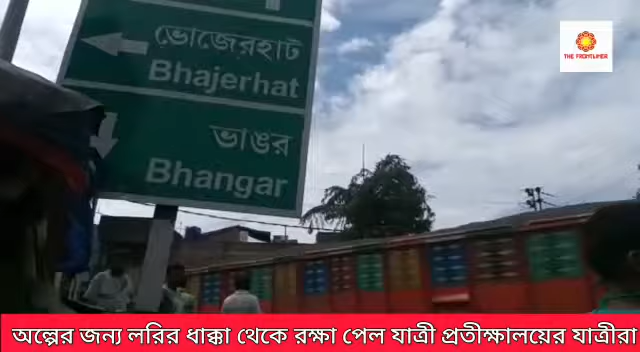 ভোজেরহাট
Bhajerhat
THE FRONTLINER
ভাঙর
Bhangar
অল্পের জন্য লরির ধাক্কা থেকে রক্ষা পেল যাত্রী প্রতীক্ষালয়ের যাত্রীরা